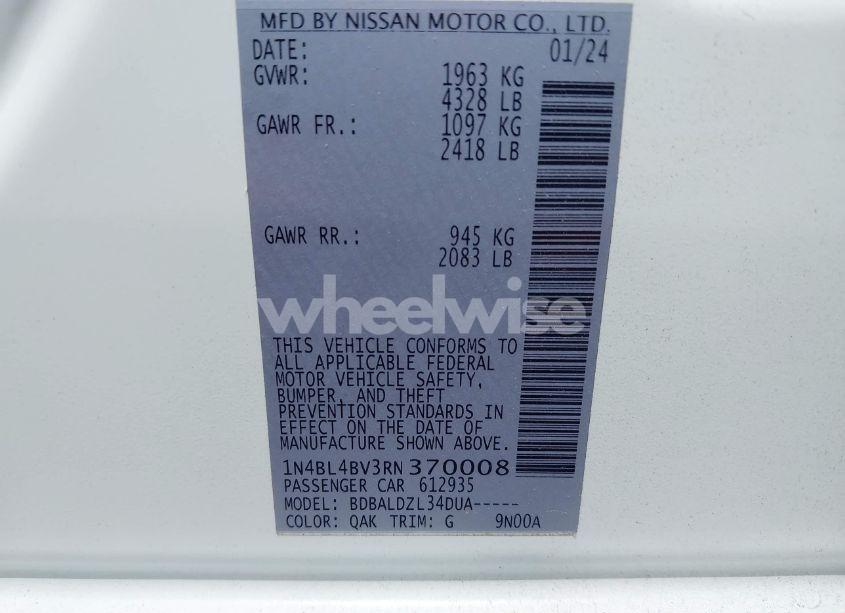 MFD BY NISSAN MOTOR CO., LTD.
DATE: 01/24
GVWR: 1963 KG
4328 LB
GAWR FR.: 1097 KG
2418 LB
GAWR RR.: 945 KG
2083 LB
wheelwise
THIS VEHICLE CONFORMS TO
ALL APPLICABLE FEDERAL
MOTOR VEHICLE SAFETY,
BUMPER, AND THEFT
PREVENTION STANDARDS IN
EFFECT ON THE DATE OF
MANUFACTURE SHOWN ABOVE.
1N4BL4BV3RN370008
PASSENGER CAR 612935
MODEL: BDBALDZL34DUA-----
COLOR: QAK TRIM: G 9N00A